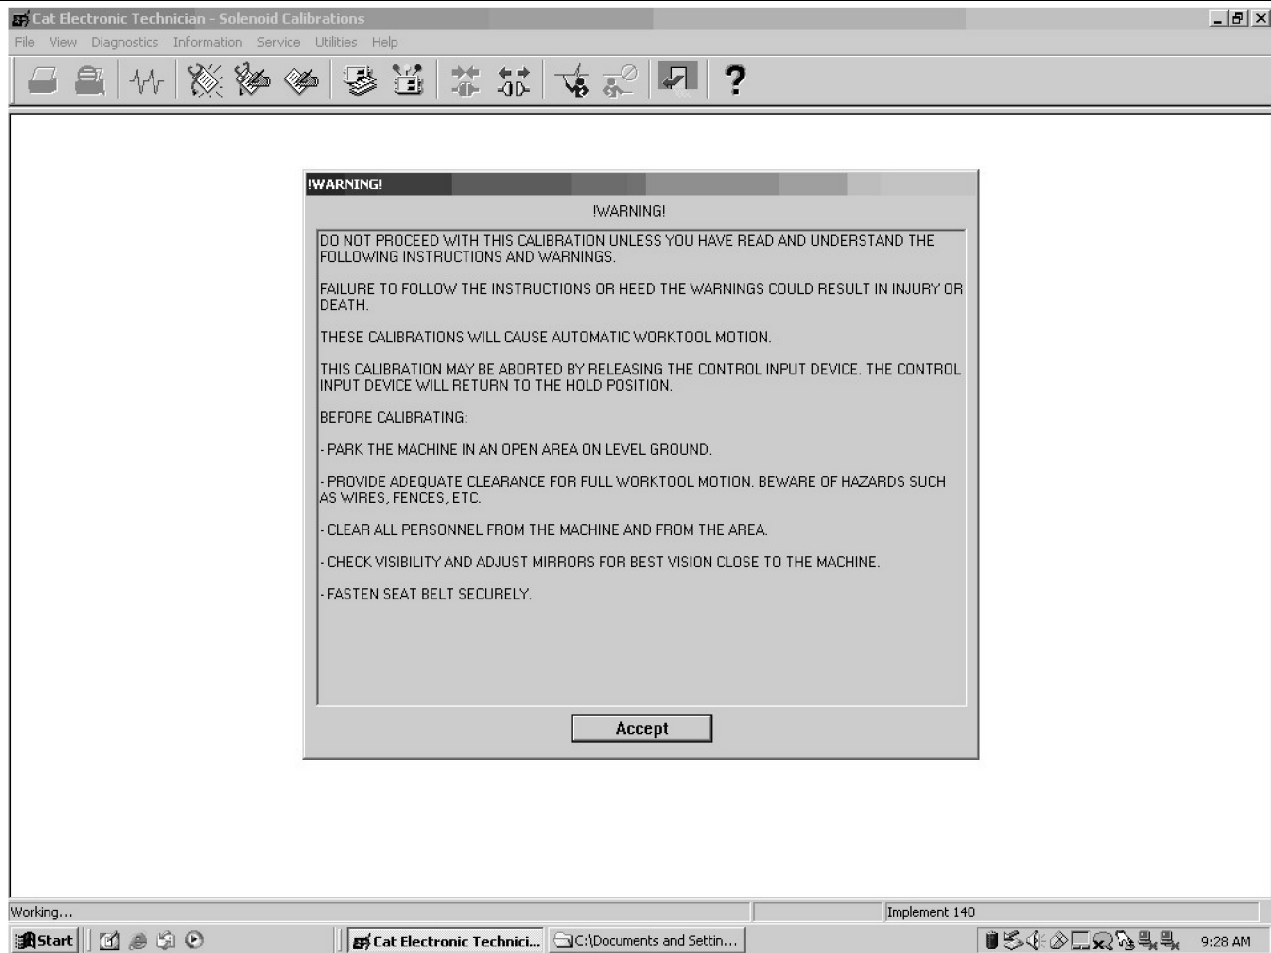 Cat Electronic Technician - Solenoid Calibrations
File View Diagnostics Information Service Utilities Help
?
!WARNING!
!WARNING!
DO NOT PROCEED WITH THIS CALIBRATION UNLESS YOU HAVE READ AND UNDERSTAND THE
FOLLOWING INSTRUCTIONS AND WARNINGS.
FAILURE TO FOLLOW THE INSTRUCTIONS OR HEED THE WARNINGS COULD RESULT IN INJURY OR
DEATH.
THESE CALIBRATIONS WILL CAUSE AUTOMATIC WORKTOOL MOTION.
THIS CALIBRATION MAY BE ABORTED BY RELEASING THE CONTROL INPUT DEVICE. THE CONTROL
INPUT DEVICE WILL RETURN TO THE HOLD POSITION.
BEFORE CALIBRATING:
- PARK THE MACHINE IN AN OPEN AREA ON LEVEL GROUND.
- PROVIDE ADEQUATE CLEARANCE FOR FULL WORKTOOL MOTION. BEWARE OF HAZARDS SUCH
AS WIRES, FENCES, ETC.
- CLEAR ALL PERSONNEL FROM THE MACHINE AND FROM THE AREA.
- CHECK VISIBILITY AND ADJUST MIRRORS FOR BEST VISION CLOSE TO THE MACHINE.
- FASTEN SEAT BELT SECURELY.
Accept
Working...
Implement 140
Start
Cat Electronic Technici...
C:\Documents and Settin...
9:28 AM